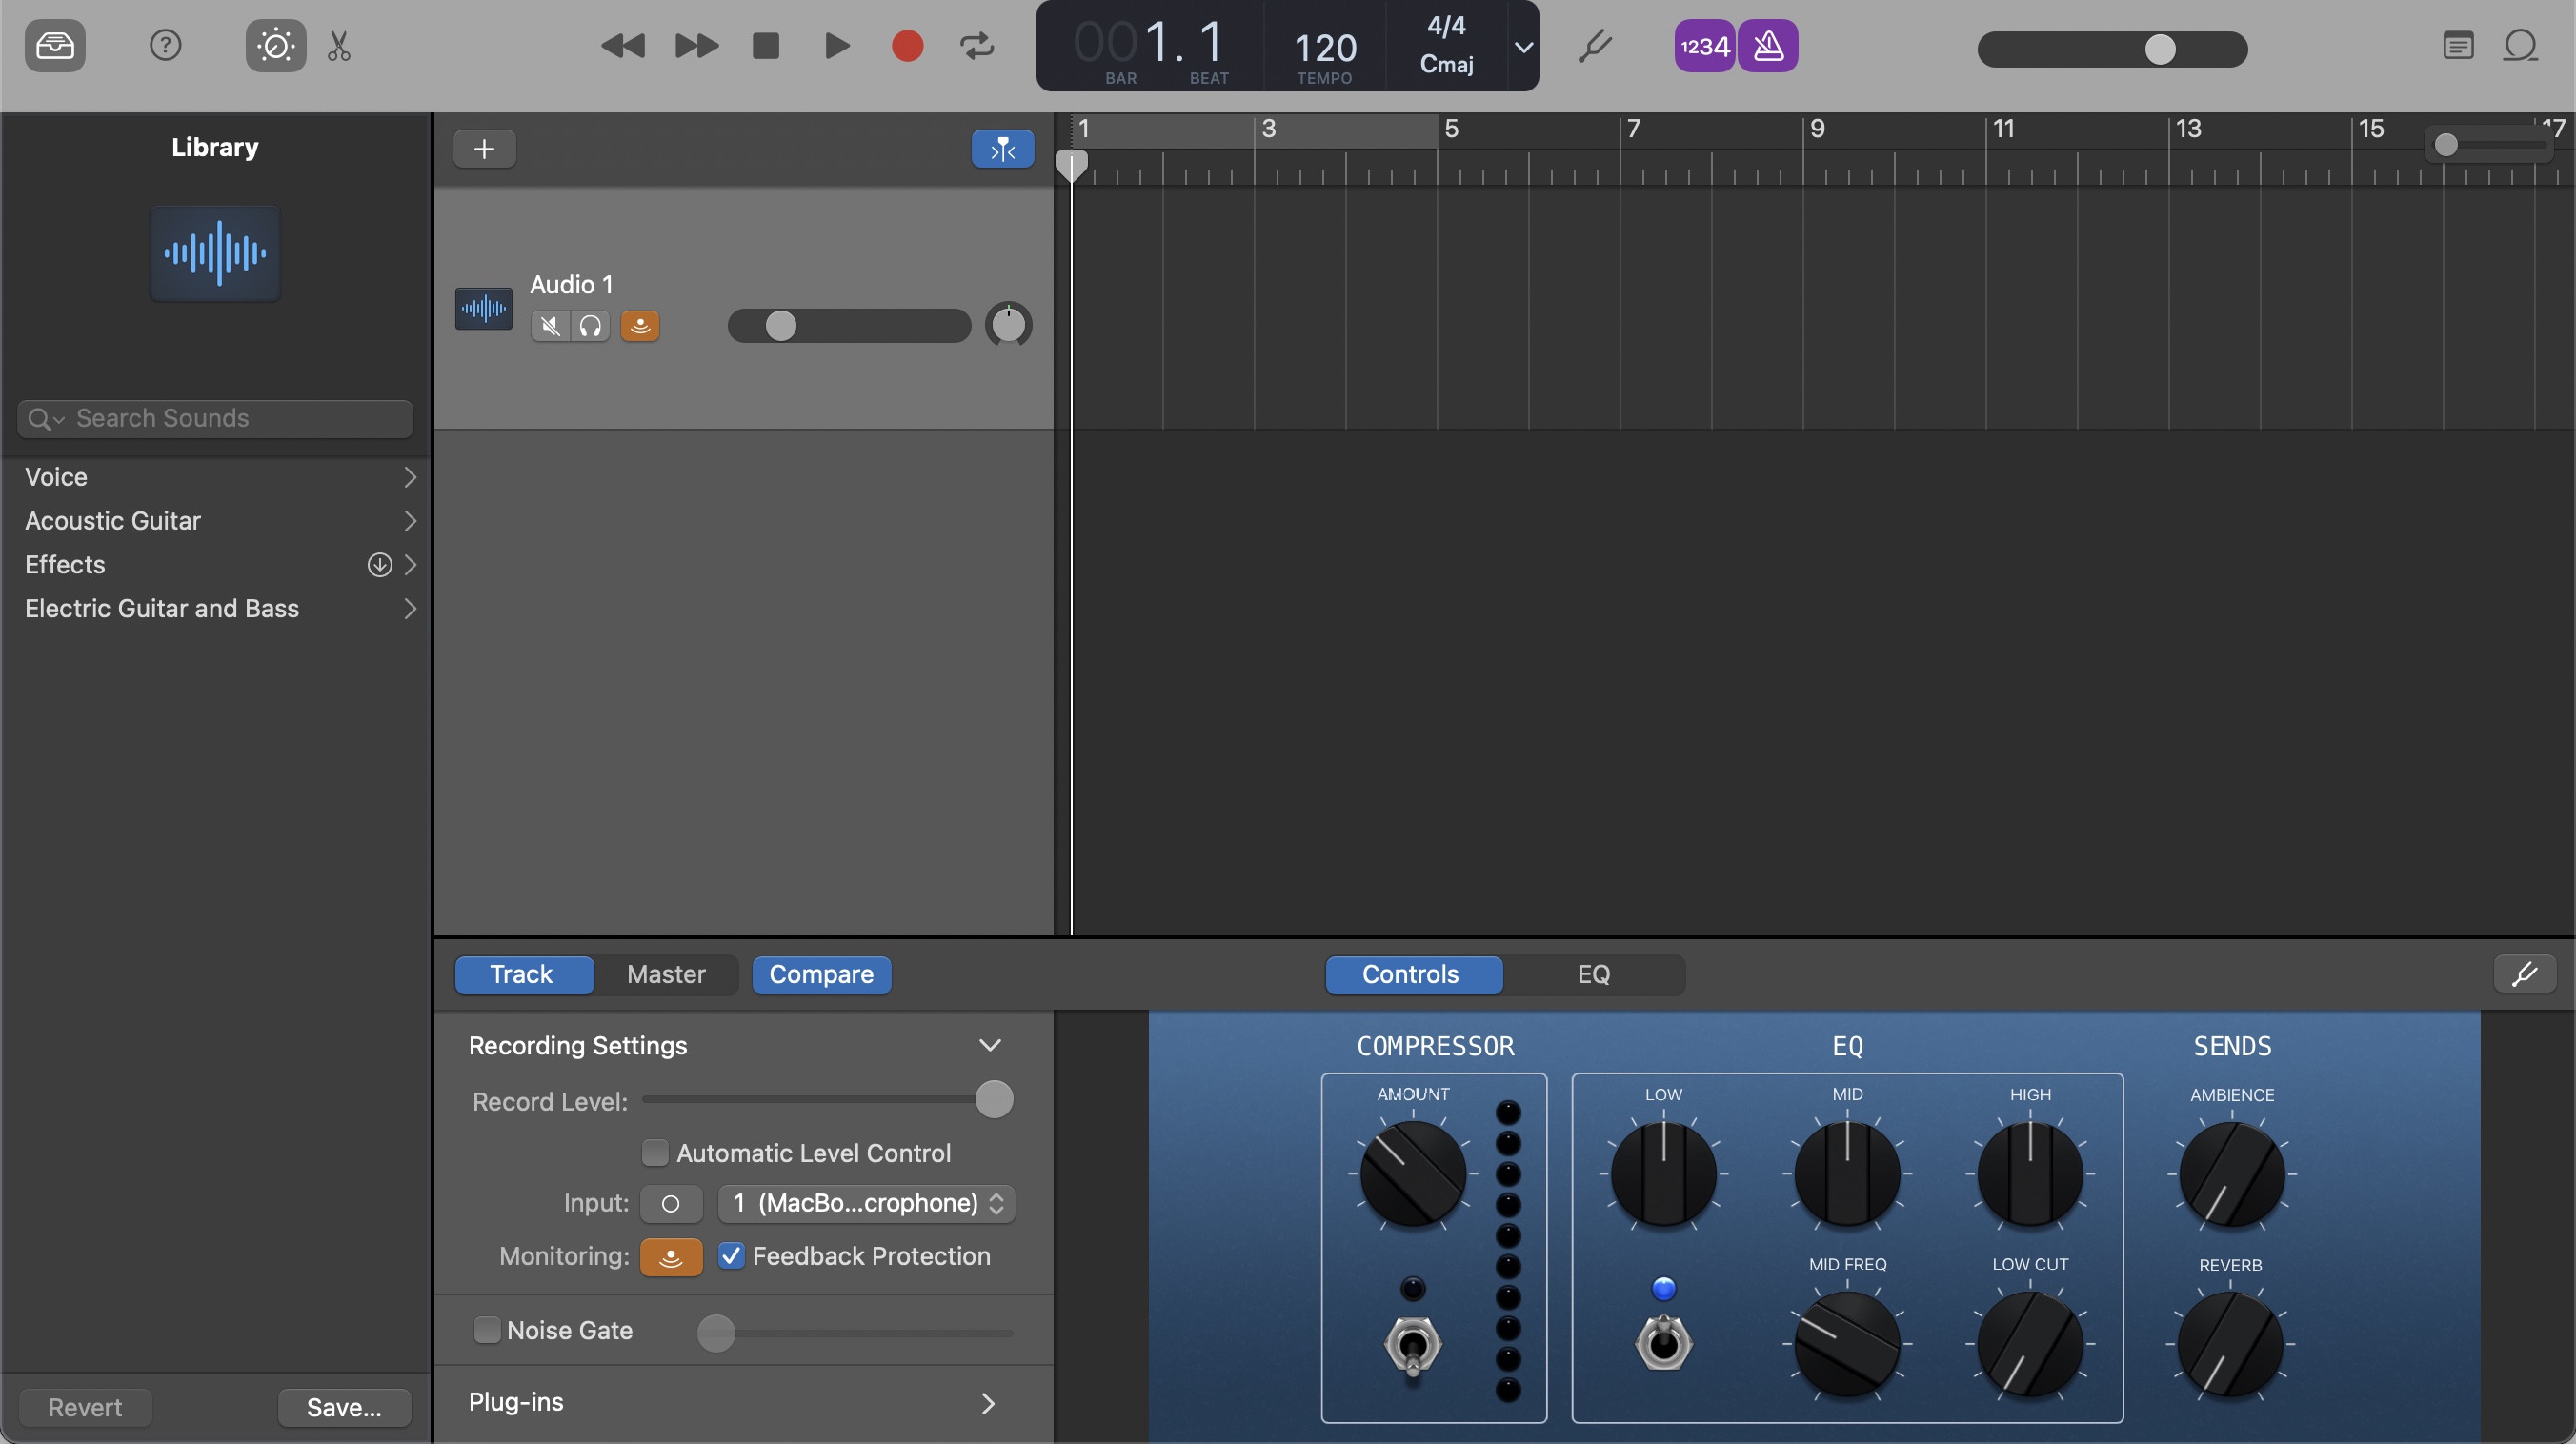 ?
001. 1
BAR
BEAT
120
TEMPO
4/4
Cmaj
1234
Library
Search Sounds
Voice
Acoustic Guitar
Effects
Electric Guitar and Bass
Revert
Save...
+
1
3
5
7
9
11
13
15
17
Audio 1
Track
Master
Compare
Controls
EQ
Recording Settings
Record Level:
Automatic Level Control
Input:
1 (MacBo...crophone)
Monitoring:
Feedback Protection
Noise Gate
Plug-ins
COMPRESSOR
EQ
SENDS
AMOUNT
LOW
MID
HIGH
AMBIENCE
MID FREQ
LOW CUT
REVERB